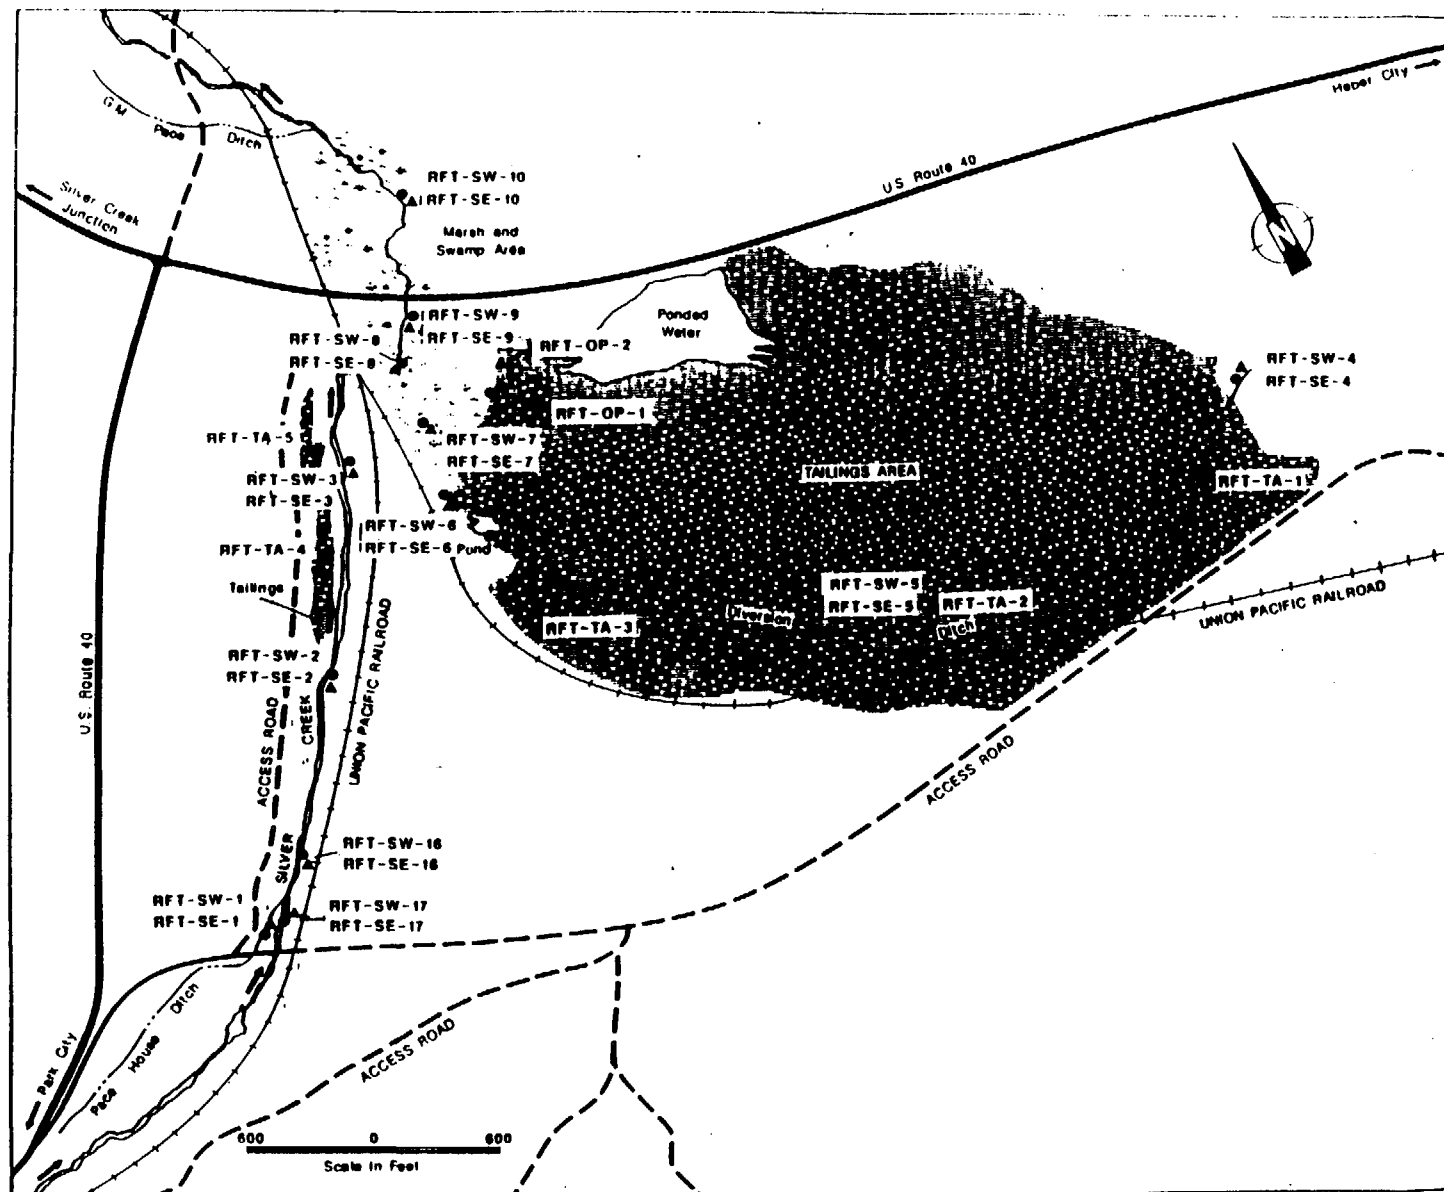 Heber City
G M Pace Ditch
U.S. Route 40
RFT-SW-10
RFT-SE-10
Silver Creek
Junction
Marsh and
Swamp Area
N
RFT-SW-9
RFT-SE-9
Ponded
Water
RFT-SW-8
RFT-SE-8
RFT-OP-2
RFT-SW-4
RFT-SE-4
RFT-OP-1
RFT-TA-5
RFT-SW-7
RFT-SE-7
TAILINGS AREA
RFT-TA-1
RFT-SW-3
RFT-SE-3
RFT-SW-6
RFT-SE-6
Pond
RFT-TA-4
Tailings
RFT-SW-5
RFT-SE-5
RFT-TA-2
Diversion
Ditch
RFT-TA-3
UNION PACIFIC RAILROAD
RFT-SW-2
RFT-SE-2
U.S. Route 40
ACCESS ROAD
SILVER CREEK
UNION PACIFIC RAILROAD
ACCESS ROAD
RFT-SW-16
RFT-SE-16
RFT-SW-1
RFT-SE-1
RFT-SW-17
RFT-SE-17
Park City
Pace House Ditch
ACCESS ROAD
600 0 600
Scale in Feet